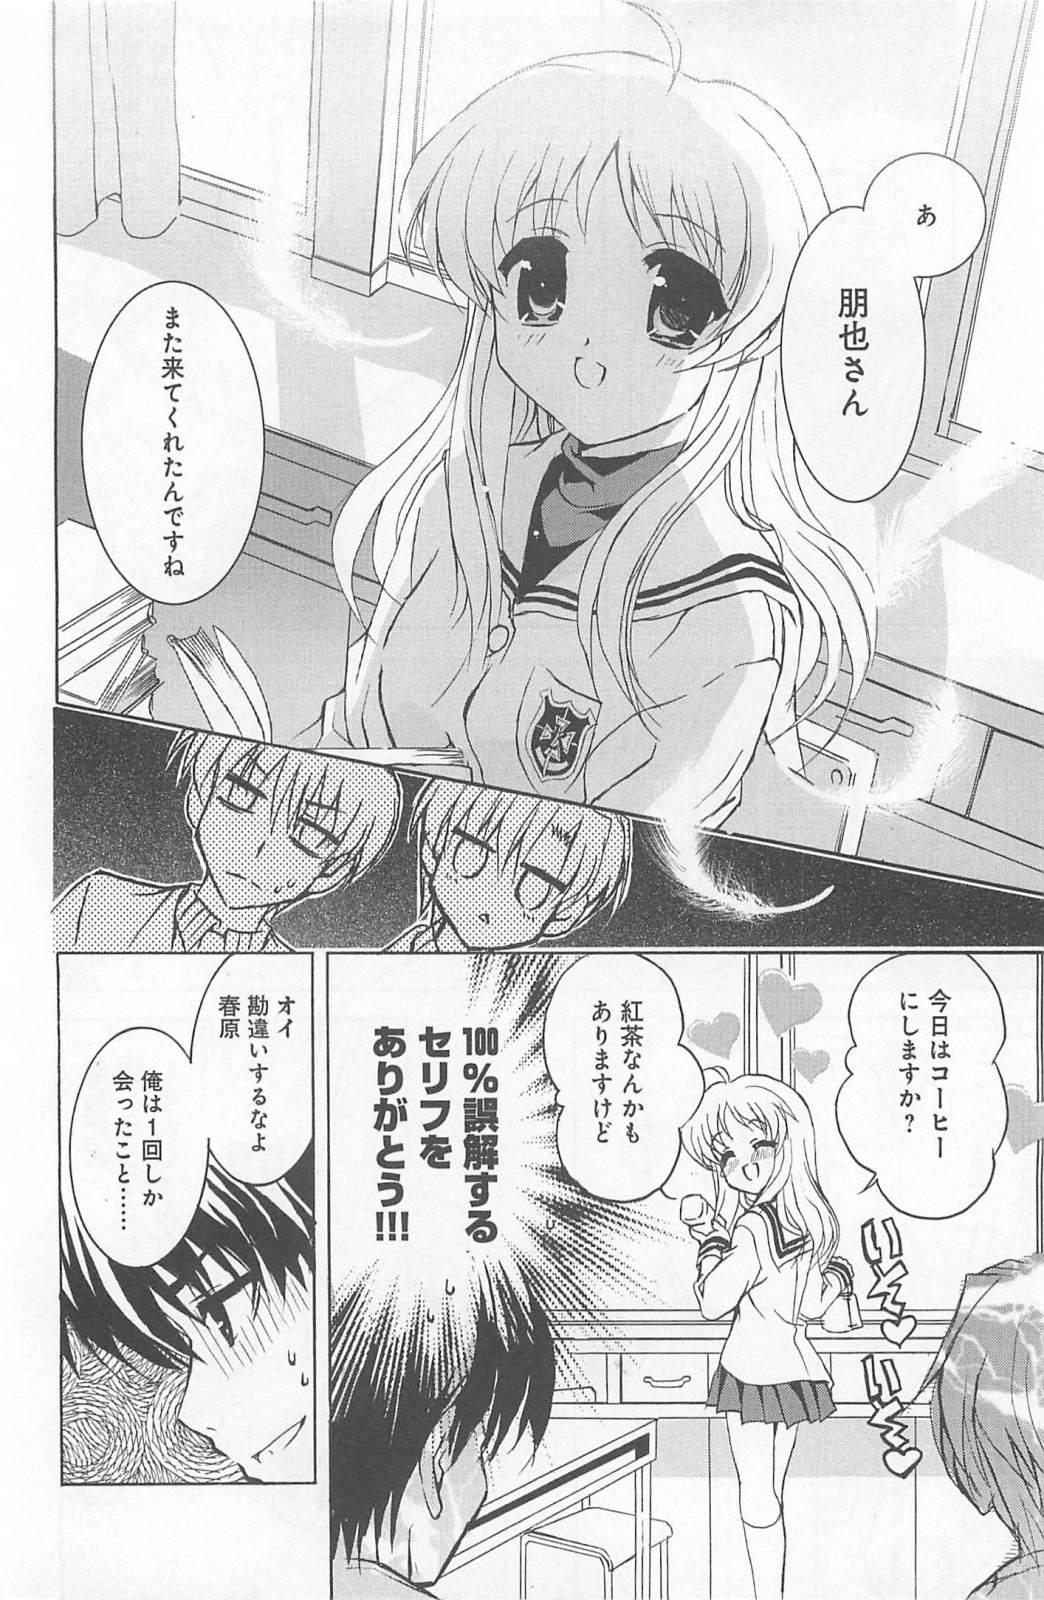 あ
朋也さん
また来てくれたんですね
今日はコーヒー
にしますか?
紅茶なんかも
ありますけど
いそ
いそ
100%誤解する
セリフを
ありがとう!!!
オイ
勘違いするなよ
春原
俺は1回しか
会ったこと……